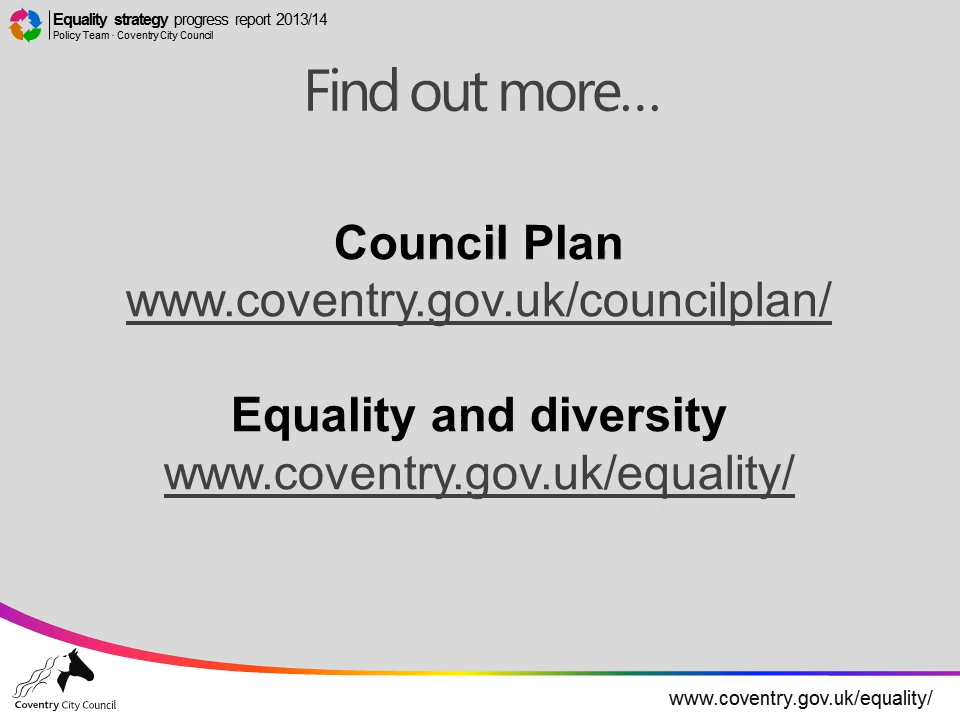 Equality strategy progress report 2013/14
Policy Team · Coventry City Council
Find out more…
Council Plan
www.coventry.gov.uk/councilplan/
Equality and diversity
www.coventry.gov.uk/equality/
Coventry City Council
www.coventry.gov.uk/equality/